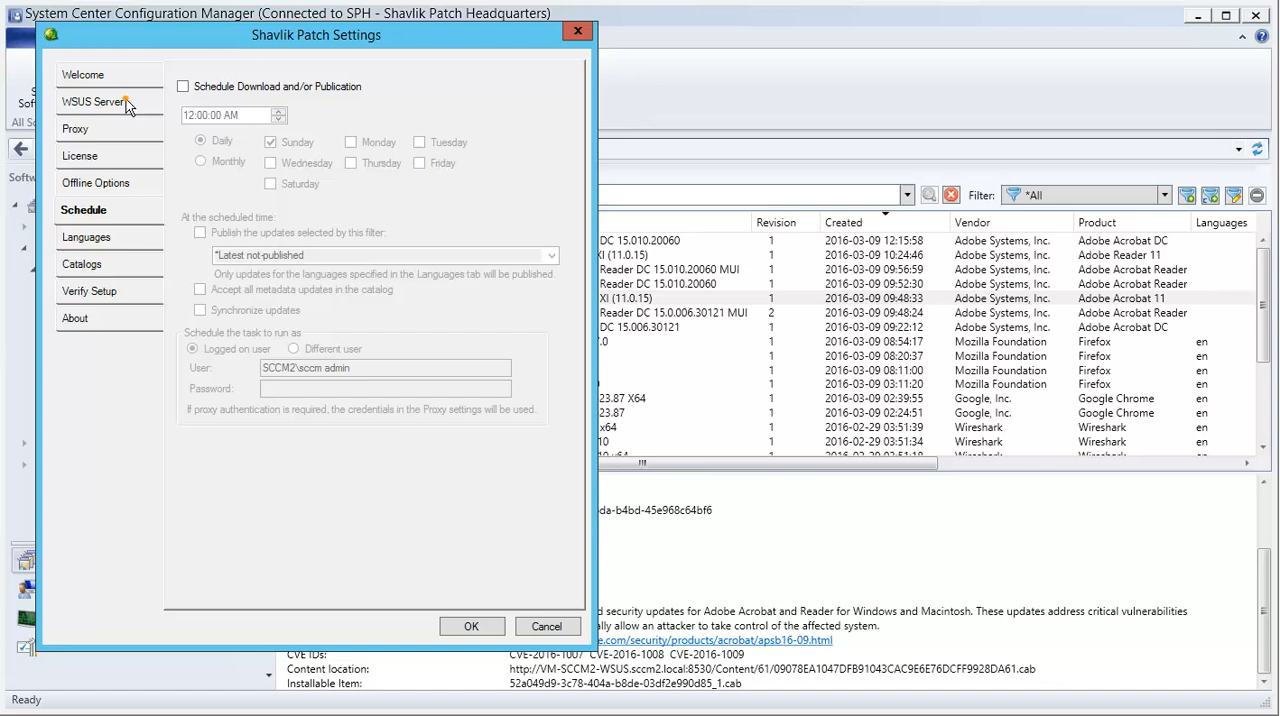 System Center Configuration Manager (Connected to SPH - Shavlik Patch Headquarters)
Shavlik Patch Settings
Welcome
WSUS Server
Proxy
License
Offline Options
Schedule
Languages
Catalogs
Verify Setup
About
Schedule Download and/or Publication
12:00:00 AM
Daily
Sunday
Monday
Tuesday
Monthly
Wednesday
Thursday
Friday
Saturday
At the scheduled time:
Publish the updates selected by this filter:
*Latest not-published
Only updates for the languages specified in the Languages tab will be published.
Accept all metadata updates in the catalog
Synchronize updates
Schedule the task to run as
Logged on user
Different user
User:
SCCM2\sccm admin
Password:
If proxy authentication is required, the credentials in the Proxy settings will be used.
OK
Cancel
Filter:
*All
Revision Created Vendor Product Languages
DC 15.010.20060 1 2016-03-09 12:15:58 Adobe Systems, Inc. Adobe Acrobat DC
XI (11.0.15) 1 2016-03-09 10:24:46 Adobe Systems, Inc. Adobe Reader 11
Reader DC 15.010.20060 MUI 1 2016-03-09 09:56:59 Adobe Systems, Inc. Adobe Acrobat Reader
Reader DC 15.010.20060 1 2016-03-09 09:52:30 Adobe Systems, Inc. Adobe Acrobat Reader
XI (11.0.15) 1 2016-03-09 09:48:33 Adobe Systems, Inc. Adobe Acrobat 11
Reader DC 15.0.006.30121 MUI 2 2016-03-09 09:48:24 Adobe Systems, Inc. Adobe Acrobat Reader
DC 15.006.30121 1 2016-03-09 09:22:12 Adobe Systems, Inc. Adobe Acrobat DC
.0 1 2016-03-09 08:54:17 Mozilla Foundation Firefox en
1 2016-03-09 08:20:37 Mozilla Foundation Firefox en
1 2016-03-09 08:11:00 Mozilla Foundation Firefox en
1 2016-03-09 03:11:20 Mozilla Foundation Firefox en
23.87 X64 1 2016-03-09 02:39:55 Google, Inc. Google Chrome en
23.87 1 2016-03-09 02:24:51 Google, Inc. Google Chrome en
x64 1 2016-02-29 03:51:39 Wireshark Wireshark en
10 1 2016-02-29 03:51:34 Wireshark Wireshark en
10 x64 1 2016-02-29 03:51:18 Wireshark Wireshark en
da-b4bd-45e968c64bf6
d security updates for Adobe Acrobat and Reader for Windows and Macintosh. These updates address critical vulnerabilities
ally allow an attacker to take control of the affected system.
e.com/security/products/acrobat/apsb16-09.html
CVE IDs: CVE-2016-1007 CVE-2016-1008 CVE-2016-1009
Content location: http://VM-SCCM2-WSUS.sccm2.local:8530/Content/61/09078EA1047DFB91043CAC9E6E76DCFF9928DA61.cab
Installable Item: 52a049d9-3c78-404a-b8de-03df2e990d85_1.cab
Ready